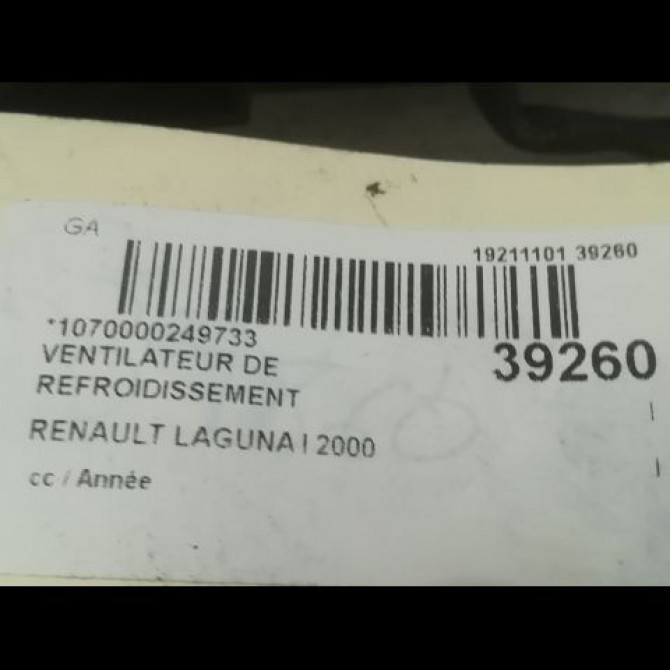 GA
19211101 39260
*1070000249733
39260
VENTILATEUR DE
REFROIDISSEMENT
RENAULT LAGUNA I 2000
cc / Année